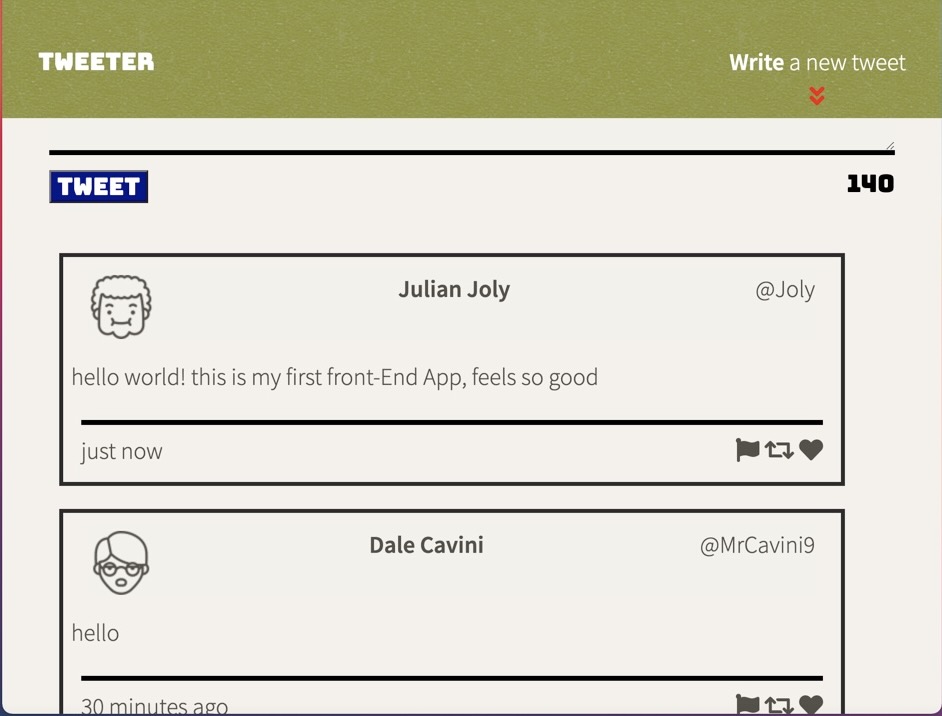 TWEETER
Write a new tweet
TWEET
140
Julian Joly
@Joly
hello world! this is my first front-End App, feels so good
just now
Dale Cavini
@MrCavini9
hello
30 minutes ago